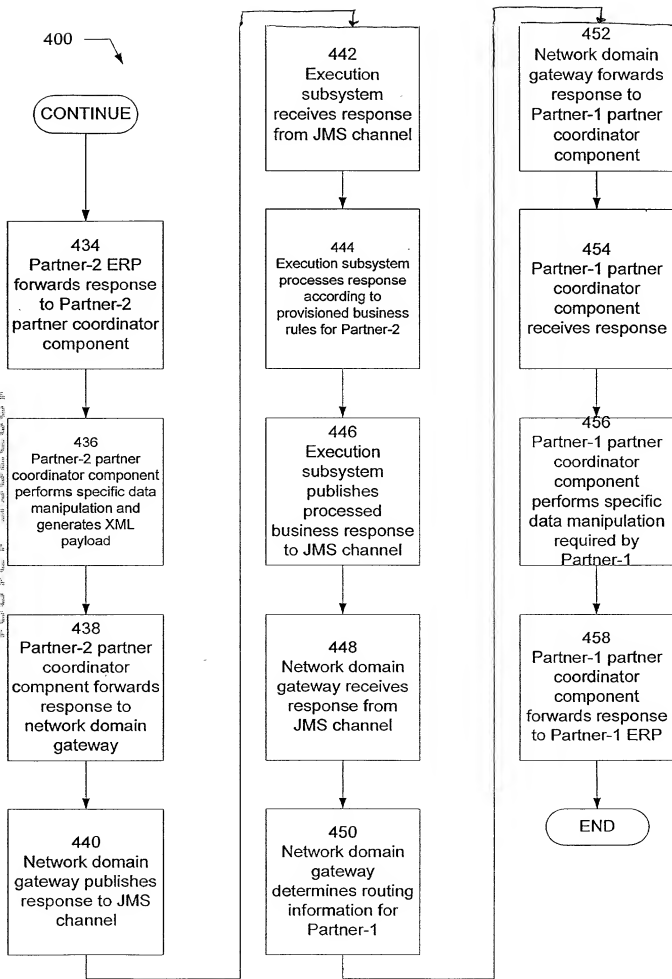 400
CONTINUE
434
Partner-2 ERP
forwards response
to Partner-2
partner coordinator
component
436
Partner-2 partner
coordinator component
performs specific data
manipulation and
generates XML
payload
438
Partner-2 partner
coordinator
compnent forwards
response to
network domain
gateway
440
Network domain
gateway publishes
response to JMS
channel
442
Execution
subsystem
receives response
from JMS channel
444
Execution subsystem
processes response
according to
provisioned business
rules for Partner-2
446
Execution
subsystem
publishes
processed
business response
to JMS channel
448
Network domain
gateway receives
response from
JMS channel
450
Network domain
gateway
determines routing
information for
Partner-1
452
Network domain
gateway forwards
response to
Partner-1 partner
coordinator
component
454
Partner-1 partner
coordinator
component
receives response
456
Partner-1 partner
coordinator
component
performs specific
data manipulation
required by
Partner-1
458
Partner-1 partner
coordinator
component
forwards response
to Partner-1 ERP
END